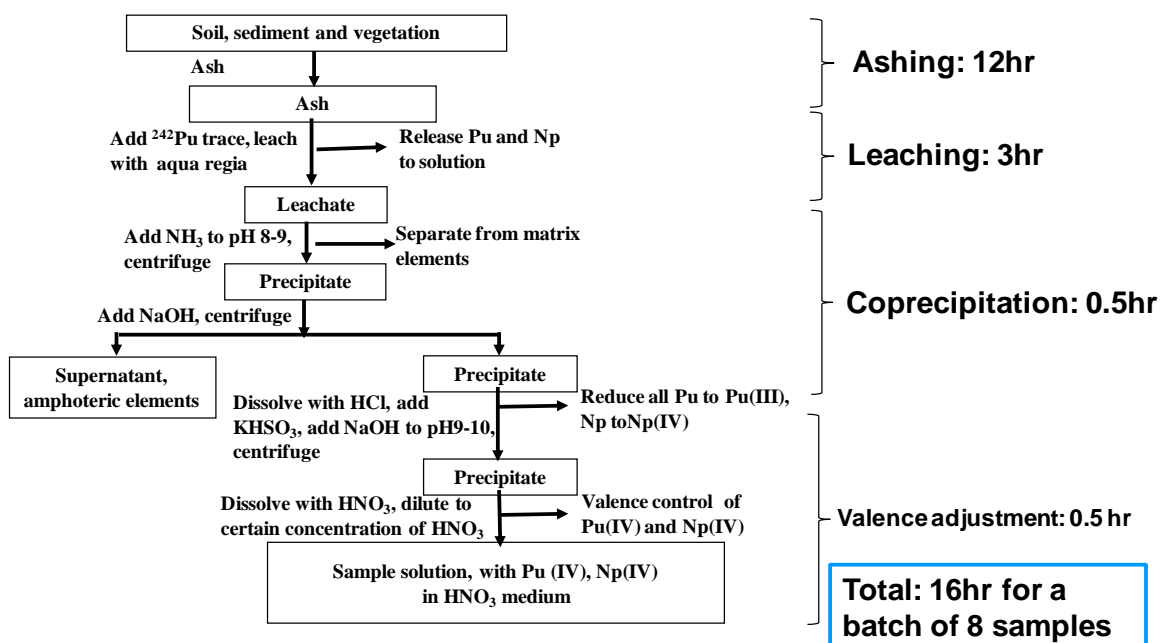 Soil, sediment and vegetation
Ash
Ash
Add ²⁴²Pu trace, leach
with aqua regia
Release Pu and Np
to solution
Leachate
Add NH₃ to pH 8-9,
centrifuge
Separate from matrix
elements
Precipitate
Add NaOH, centrifuge
Supernatant,
amphoteric elements
Precipitate
Dissolve with HCl, add
KHSO₃, add NaOH to pH9-10,
centrifuge
Reduce all Pu to Pu(III),
Np toNp(IV)
Precipitate
Dissolve with HNO₃, dilute to
certain concentration of HNO₃
Valence control of
Pu(IV) and Np(IV)
Sample solution, with Pu (IV), Np(IV)
in HNO₃ medium
Ashing: 12hr
Leaching: 3hr
Coprecipitation: 0.5hr
Valence adjustment: 0.5 hr
Total: 16hr for a
batch of 8 samples